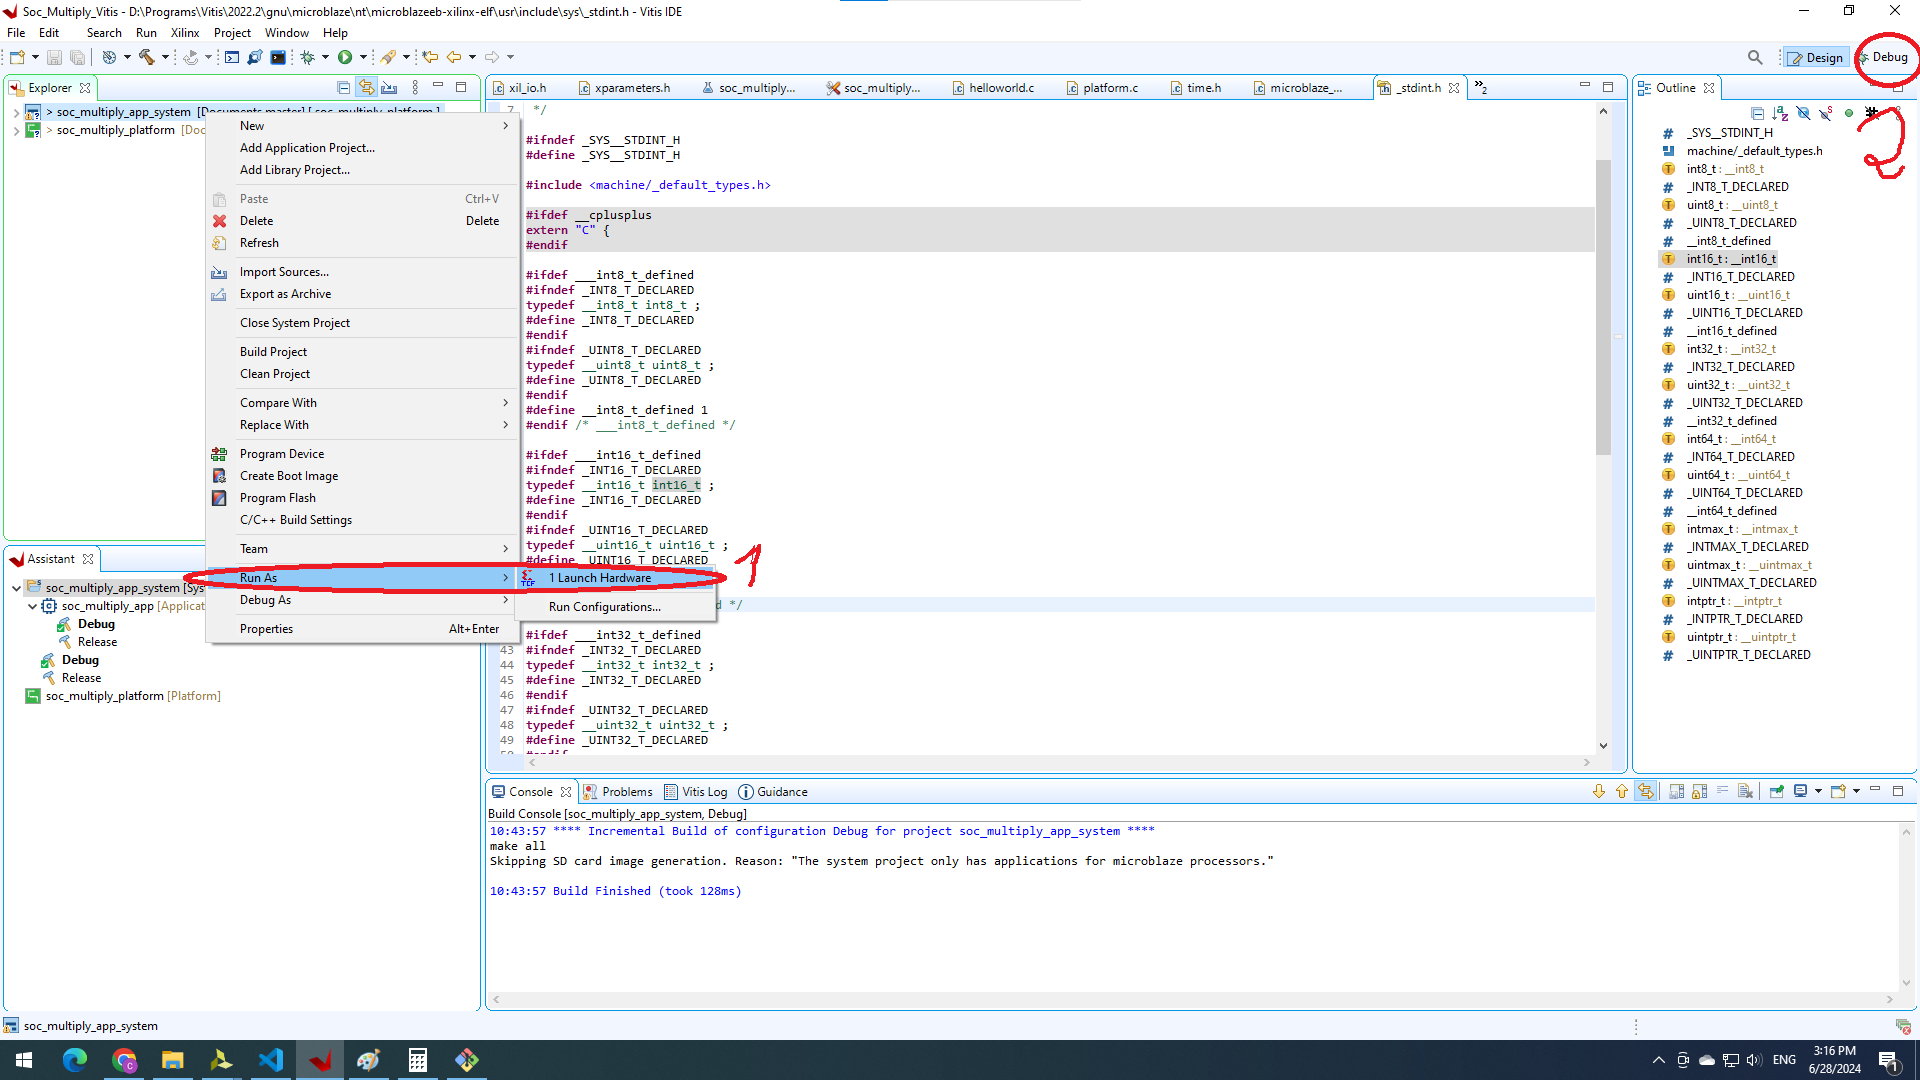 Soc_Multiply_Vitis - D:\Programs\Vitis\2022.2\gnu\microblaze\nt\microblazeeb-xilinx-elf\usr\include\sys\_stdint.h - Vitis IDE
File Edit Search Run Xilinx Project Window Help
Design
Debug
Explorer
> soc_multiply_app_system [Documents master] [ soc_multiply_platform ]
> soc_multiply_platform [Doc
New
Add Application Project...
Add Library Project...
Paste Ctrl+V
Delete Delete
Refresh
Import Sources...
Export as Archive
Close System Project
Build Project
Clean Project
Compare With
Replace With
Program Device
Create Boot Image
Program Flash
C/C++ Build Settings
Team
Run As
Debug As
Properties Alt+Enter
1 Launch Hardware
Run Configurations...
1
2
Assistant
soc_multiply_app_system [Sys
soc_multiply_app [Applicat
Debug
Release
Debug
Release
soc_multiply_platform [Platform]
xil_io.h xparameters.h soc_multiply... soc_multiply... helloworld.c platform.c time.h microblaze_... _stdint.h »2
7 */
#ifndef _SYS__STDINT_H
#define _SYS__STDINT_H
#include <machine/_default_types.h>
#ifdef __cplusplus
extern "C" {
#endif
#ifdef ___int8_t_defined
#ifndef _INT8_T_DECLARED
typedef __int8_t int8_t ;
#define _INT8_T_DECLARED
#endif
#ifndef _UINT8_T_DECLARED
typedef __uint8_t uint8_t ;
#define _UINT8_T_DECLARED
#endif
#define __int8_t_defined 1
#endif /* ___int8_t_defined */
#ifdef ___int16_t_defined
#ifndef _INT16_T_DECLARED
typedef __int16_t int16_t ;
#define _INT16_T_DECLARED
#endif
#ifndef _UINT16_T_DECLARED
typedef __uint16_t uint16_t ;
#define _UINT16_T_DECLARED
d */
#ifdef ___int32_t_defined
43 #ifndef _INT32_T_DECLARED
44 typedef __int32_t int32_t ;
45 #define _INT32_T_DECLARED
46 #endif
47 #ifndef _UINT32_T_DECLARED
48 typedef __uint32_t uint32_t ;
49 #define _UINT32_T_DECLARED
50 #endif
Outline
_SYS__STDINT_H
machine/_default_types.h
int8_t : __int8_t
_INT8_T_DECLARED
uint8_t : __uint8_t
_UINT8_T_DECLARED
__int8_t_defined
int16_t : __int16_t
_INT16_T_DECLARED
uint16_t : __uint16_t
_UINT16_T_DECLARED
__int16_t_defined
int32_t : __int32_t
_INT32_T_DECLARED
uint32_t : __uint32_t
_UINT32_T_DECLARED
__int32_t_defined
int64_t : __int64_t
_INT64_T_DECLARED
uint64_t : __uint64_t
_UINT64_T_DECLARED
__int64_t_defined
intmax_t : __intmax_t
_INTMAX_T_DECLARED
uintmax_t : __uintmax_t
_UINTMAX_T_DECLARED
intptr_t : __intptr_t
_INTPTR_T_DECLARED
uintptr_t : __uintptr_t
_UINTPTR_T_DECLARED
Console Problems Vitis Log Guidance
Build Console [soc_multiply_app_system, Debug]
10:43:57 **** Incremental Build of configuration Debug for project soc_multiply_app_system ****
make all
Skipping SD card image generation. Reason: "The system project only has applications for microblaze processors."
10:43:57 Build Finished (took 128ms)
soc_multiply_app_system
ENG
3:16 PM
6/28/2024
1